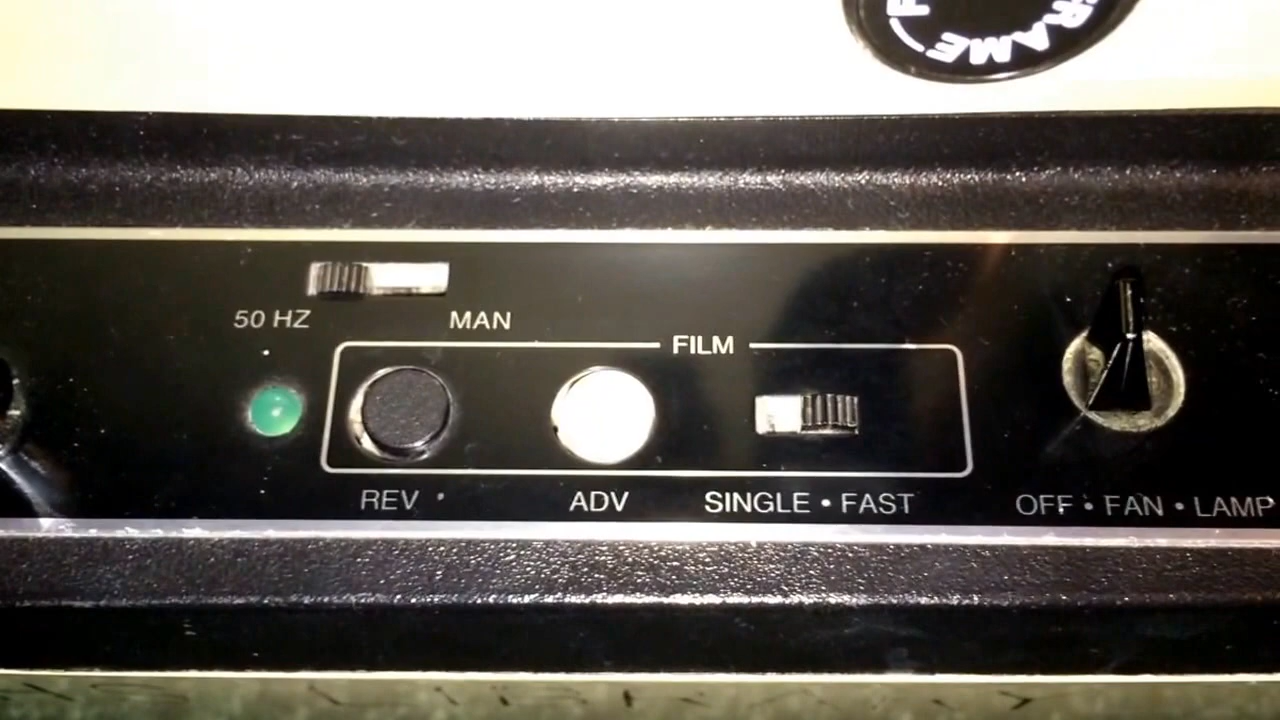 FRAME
50 HZ MAN
FILM
REV ADV SINGLE • FAST OFF • FAN • LAMP